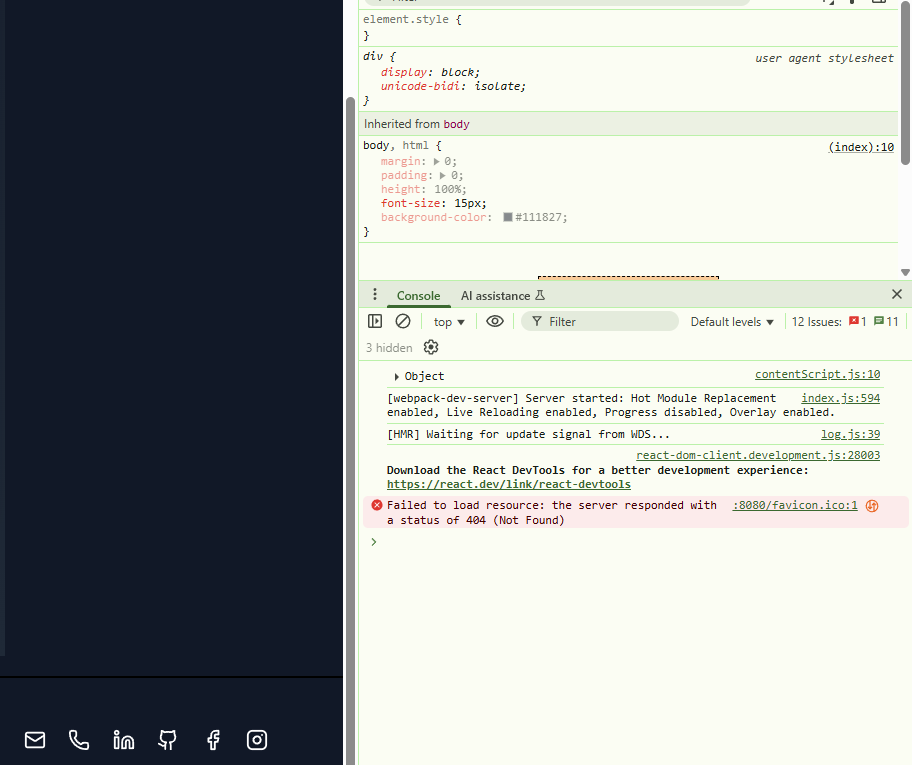 element.style {
}
div {
user agent stylesheet
display: block;
unicode-bidi: isolate;
}
Inherited from body
body, html {
(index):10
margin: 0;
padding: 0;
height: 100%;
font-size: 15px;
background-color: #111827;
}
Console AI assistance
top Filter Default levels 12 Issues: 1 11
3 hidden
Object contentScript.js:10
[webpack-dev-server] Server started: Hot Module Replacement index.js:594
enabled, Live Reloading enabled, Progress disabled, Overlay enabled.
[HMR] Waiting for update signal from WDS... log.js:39
react-dom-client.development.js:28003
Download the React DevTools for a better development experience:
https://react.dev/link/react-devtools
Failed to load resource: the server responded with :8080/favicon.ico:1
a status of 404 (Not Found)